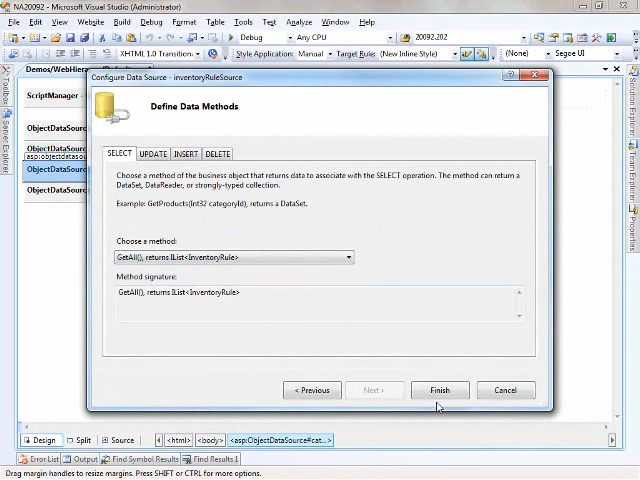 NA20092 - Microsoft Visual Studio (Administrator)
File Edit View Website Build Debug Format Table Tools Test Analyze Window Help
Debug Any CPU 20092.202
XHTML 1.0 Transition Style Application: Manual Target Rule: (New Inline Style) (None) Segoe UI
Demos/WebHiera
ScriptManager -
ObjectDataSource
ObjectDataSource
asp:objectdatasou
ObjectDataSource
ObjectDataSource
Toolbox
Server Explorer
Solution Explorer
Team Explorer
Properties
Configure Data Source - inventoryRuleSource
Define Data Methods
SELECT UPDATE INSERT DELETE
Choose a method of the business object that returns data to associate with the SELECT operation. The method can return a
DataSet, DataReader, or strongly-typed collection.
Example: GetProducts(Int32 categoryId), returns a DataSet.
Choose a method:
GetAll(), returns IList<InventoryRule>
Method signature:
GetAll(), returns IList<InventoryRule>
< Previous Next > Finish Cancel
Design Split Source <html> <body> <asp:ObjectDataSource#cat...>
Error List Output Find Symbol Results Find Results 1
Drag margin handles to resize margins. Press SHIFT or CTRL for more options.